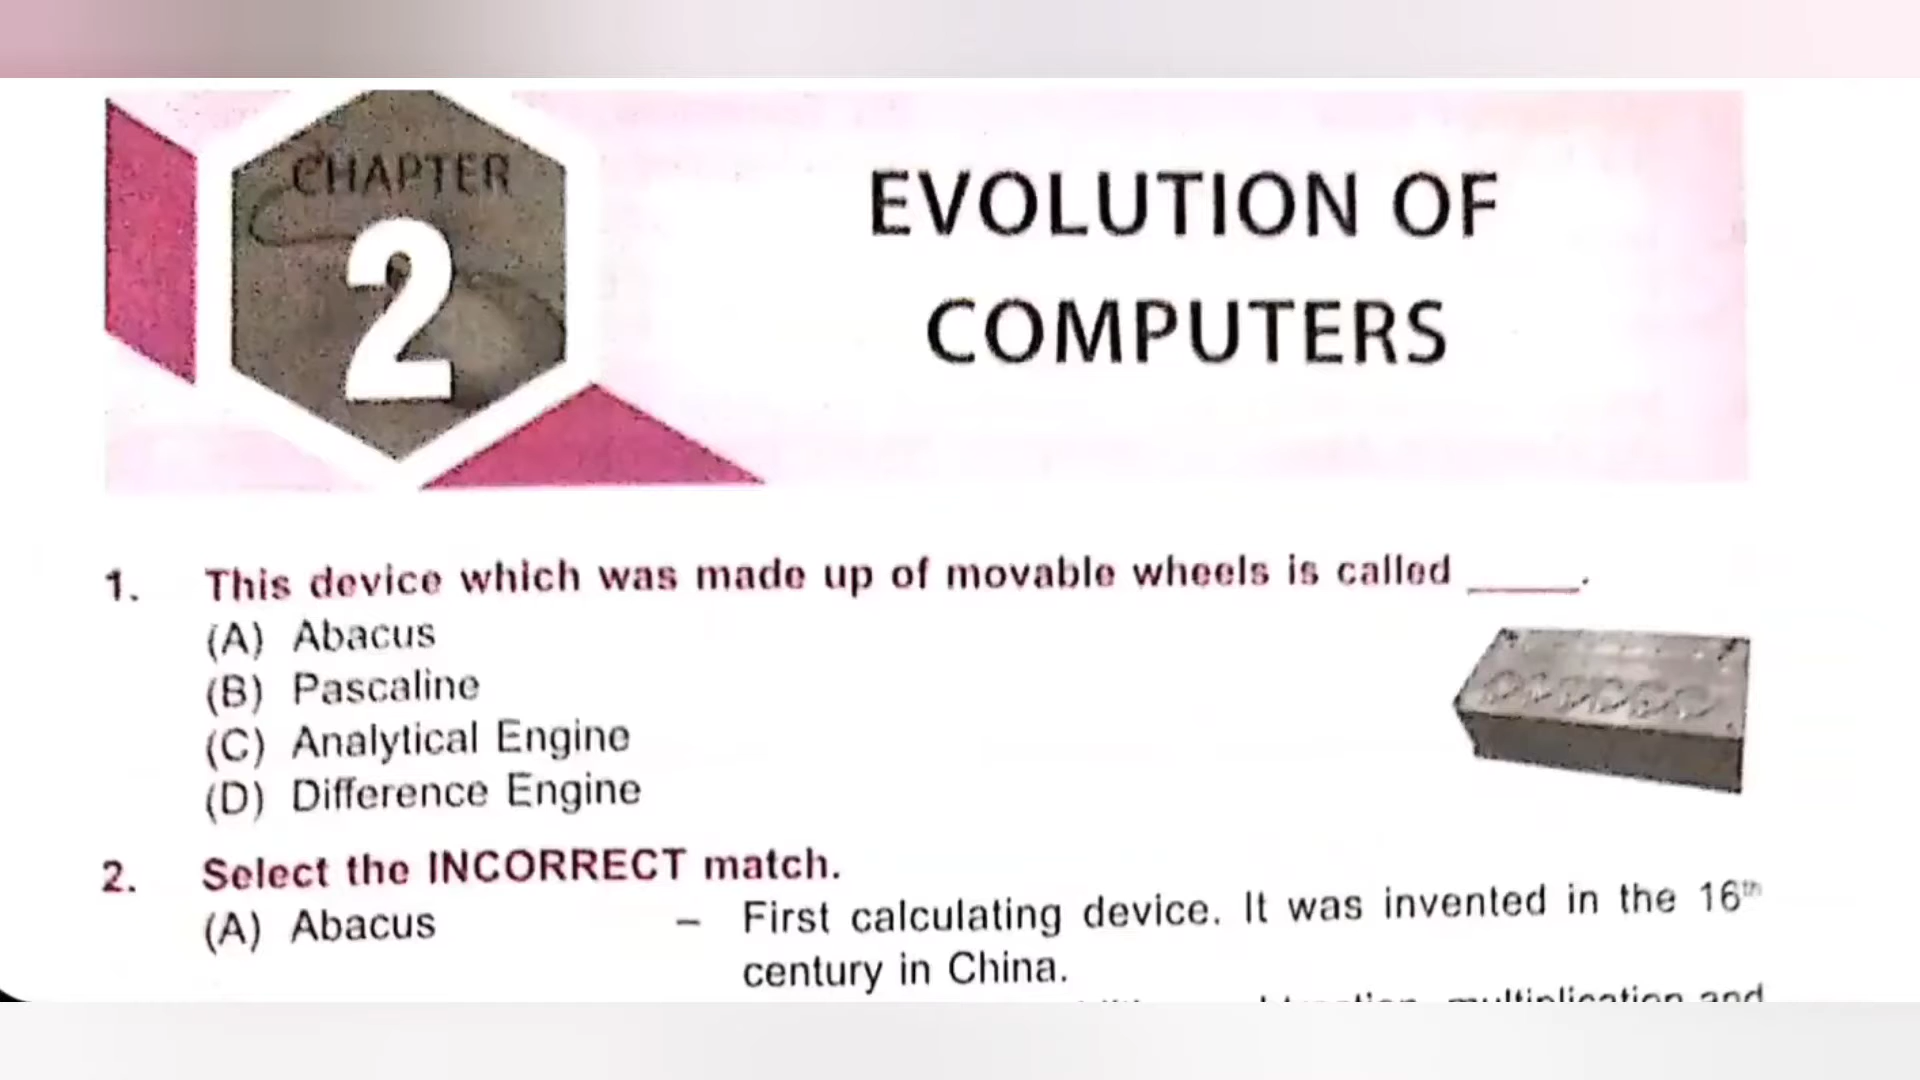 CHAPTER
2
EVOLUTION OF
COMPUTERS
1. This device which was made up of movable wheels is called _____.
(A) Abacus
(B) Pascaline
(C) Analytical Engine
(D) Difference Engine
2. Select the INCORRECT match.
(A) Abacus – First calculating device. It was invented in the 16th
century in China.
multiplication and